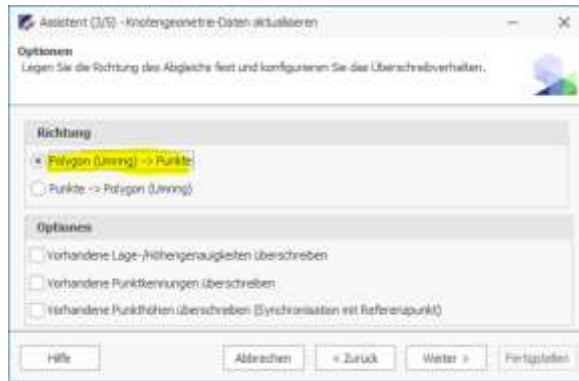 Assistent (3/5) - Knotengeometrie-Daten aktualisieren
Optionen
Legen Sie die Richtung des Abgleichs fest und konfigurieren Sie das Überschreibverhalten.
Richtung
Polygon (Umring) -> Punkte
Punkte -> Polygon (Umring)
Optionen
Vorhandene Lage-/Höhengenauigkeiten überschreiben
Vorhandene Punktkennungen überschreiben
Vorhandene Punkthöhen überschreiben (Synchronisation mit Referenzpunkt)
Hilfe
Abbrechen
< Zurück
Weiter >
Fertigstellen